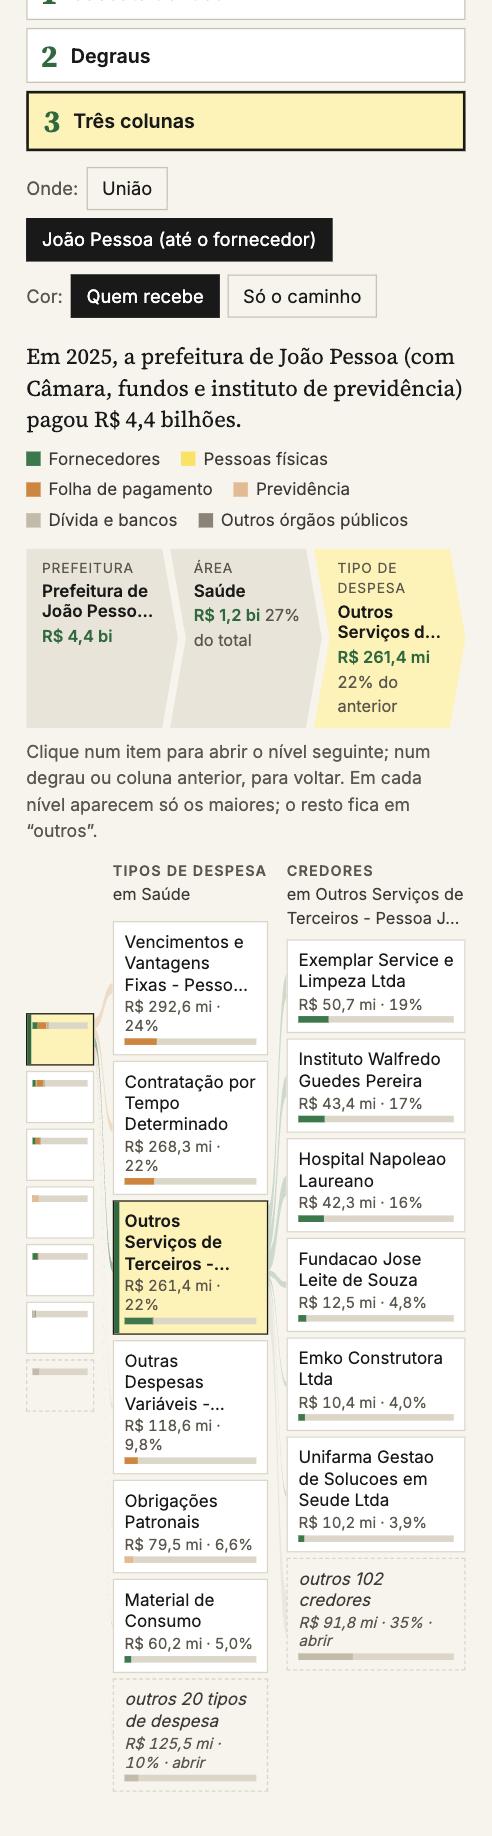 2 Degraus
3 Três colunas
Onde: União
João Pessoa (até o fornecedor)
Cor: Quem recebe Só o caminho
Em 2025, a prefeitura de João Pessoa (com
Câmara, fundos e instituto de previdência)
pagou R$ 4,4 bilhões.
Fornecedores Pessoas físicas
Folha de pagamento Previdência
Dívida e bancos Outros órgãos públicos
PREFEITURA
Prefeitura de
João Pesso...
R$ 4,4 bi
ÁREA
Saúde
R$ 1,2 bi 27%
do total
TIPO DE
DESPESA
Outros
Serviços d...
R$ 261,4 mi
22% do
anterior
Clique num item para abrir o nível seguinte; num
degrau ou coluna anterior, para voltar. Em cada
nível aparecem só os maiores; o resto fica em
“outros”.
TIPOS DE DESPESA
em Saúde
Vencimentos e
Vantagens
Fixas - Pesso...
R$ 292,6 mi ·
24%
Contratação por
Tempo
Determinado
R$ 268,3 mi ·
22%
Outros
Serviços de
Terceiros -...
R$ 261,4 mi ·
22%
Outras
Despesas
Variáveis -...
R$ 118,6 mi ·
9,8%
Obrigações
Patronais
R$ 79,5 mi · 6,6%
Material de
Consumo
R$ 60,2 mi · 5,0%
outros 20 tipos
de despesa
R$ 125,5 mi ·
10% · abrir
CREDORES
em Outros Serviços de
Terceiros - Pessoa J...
Exemplar Service e
Limpeza Ltda
R$ 50,7 mi · 19%
Instituto Walfredo
Guedes Pereira
R$ 43,4 mi · 17%
Hospital Napoleao
Laureano
R$ 42,3 mi · 16%
Fundacao Jose
Leite de Souza
R$ 12,5 mi · 4,8%
Emko Construtora
Ltda
R$ 10,4 mi · 4,0%
Unifarma Gestao
de Solucoes em
Seude Ltda
R$ 10,2 mi · 3,9%
outros 102
credores
R$ 91,8 mi · 35% ·
abrir